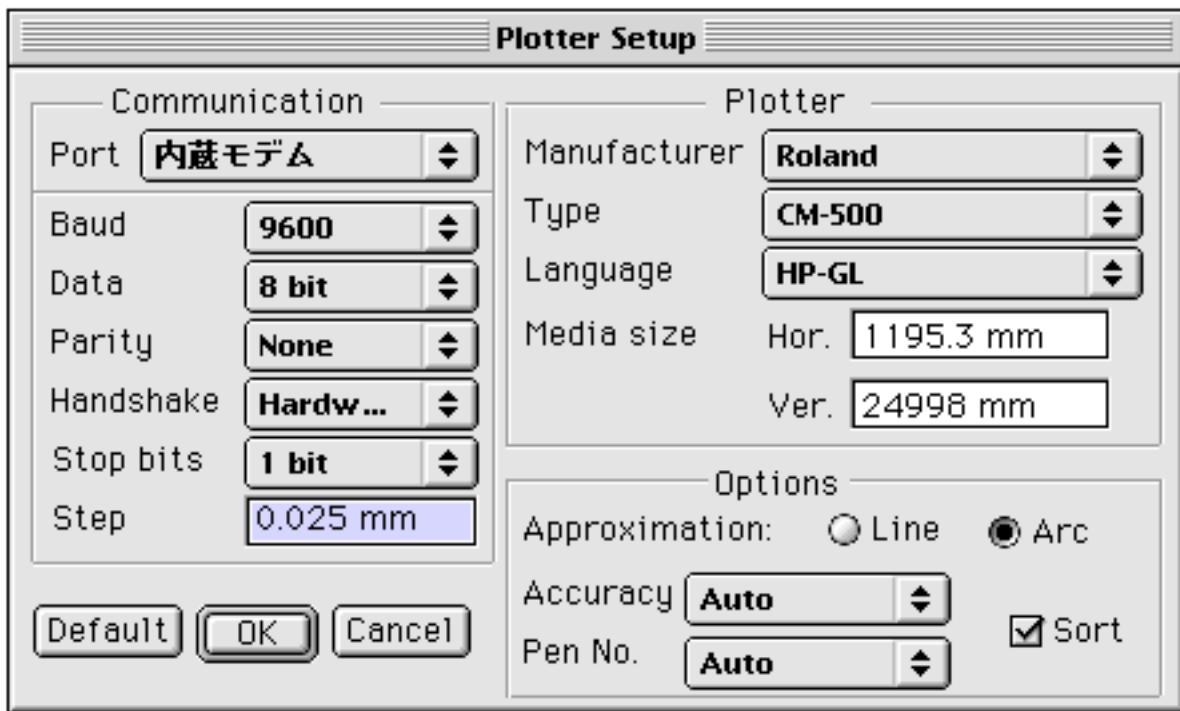 Plotter Setup
Communication
Port 内蔵モデム
Baud 9600
Data 8 bit
Parity None
Handshake Hardw...
Stop bits 1 bit
Step 0.025 mm
Default OK Cancel
Plotter
Manufacturer Roland
Type CM-500
Language HP-GL
Media size Hor. 1195.3 mm
Ver. 24998 mm
Options
Approximation: Line Arc
Accuracy Auto
Sort
Pen No. Auto